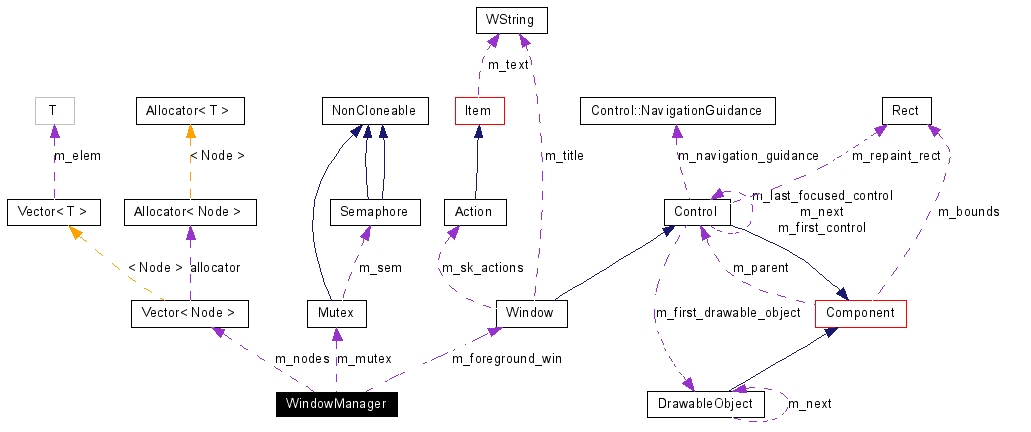 WString
m_text
T
Allocator< T >
NonCloneable
Item
Control::NavigationGuidance
Rect
m_elem
< Node >
m_title
m_navigation_guidance
m_repaint_rect
Vector< T >
Allocator< Node >
Semaphore
Action
Control
m_last_focused_control
m_next
m_first_control
m_bounds
< Node >
allocator
m_sem
m_sk_actions
m_parent
Vector< Node >
Mutex
Window
m_first_drawable_object
Component
m_nodes
m_mutex
m_foreground_win
WindowManager
DrawableObject
m_next